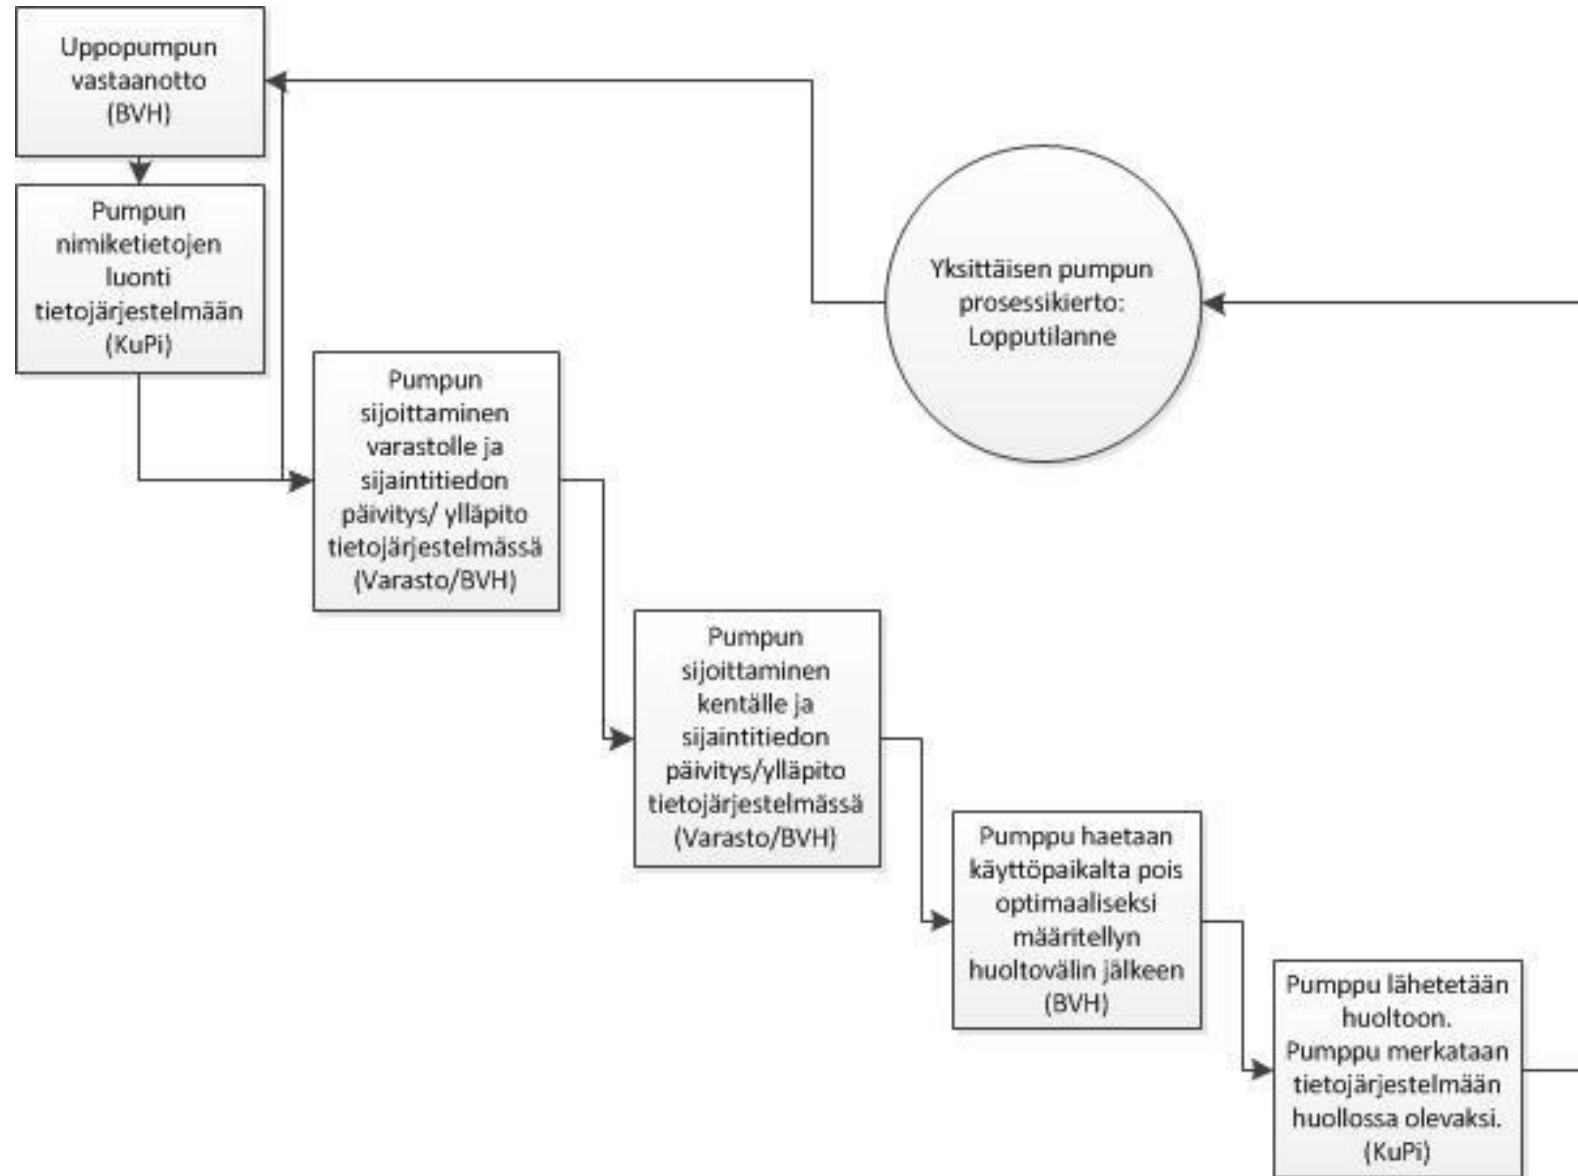 Uppopumpun
vastaanotto
(BVH)
Pumpun
nimiketietojen
luonti
tietojärjestelmään
(KuPi)
Yksittäisen pumpun
prosessikierto:
Lopputilanne
Pumpun
sijoittaminen
varastolle ja
sijaintitiedon
päivitys/ ylläpito
tietojärjestelmässä
(Varasto/BVH)
Pumpun
sijoittaminen
kentälle ja
sijaintitiedon
päivitys/ylläpito
tietojärjestelmässä
(Varasto/BVH)
Pumppu haetaan
käyttöpaikalta pois
optimaaliseksi
määritellyn
huoltovälin jälkeen
(BVH)
Pumppu lähetetään
huoltoon.
Pumppu merkataan
tietojärjestelmään
huollossa olevaksi.
(KuPi)